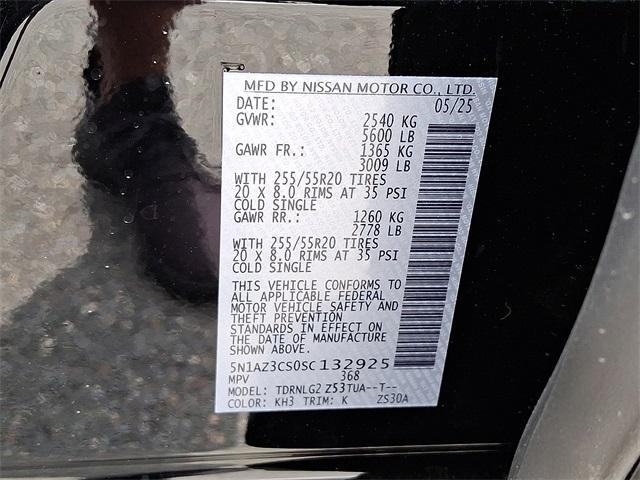 MFD BY NISSAN MOTOR CO., LTD.
DATE: 05/25
GVWR: 2540 KG
5600 LB
GAWR FR.: 1365 KG
3009 LB
WITH 255/55R20 TIRES
20 X 8.0 RIMS AT 35 PSI
COLD SINGLE
GAWR RR.: 1260 KG
2778 LB
WITH 255/55R20 TIRES
20 X 8.0 RIMS AT 35 PSI
COLD SINGLE
THIS VEHICLE CONFORMS TO
ALL APPLICABLE FEDERAL
MOTOR VEHICLE SAFETY AND
THEFT PREVENTION
STANDARDS IN EFFECT ON
THE DATE OF MANUFACTURE
SHOWN ABOVE.
5N1AZ3CS0SC132925
MPV 368
MODEL: TDRNLG2 Z53TUA--T--
COLOR: KH3 TRIM: K ZS30A